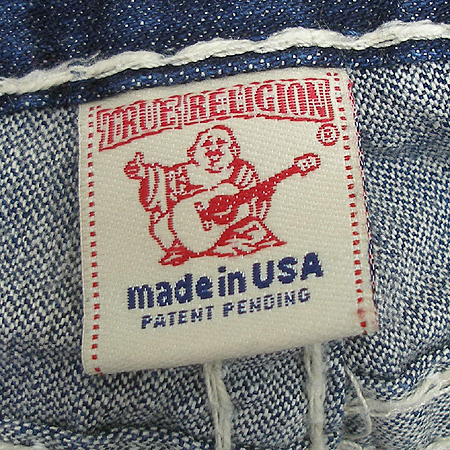 TRUE RELIGION
®
made in USA
PATENT PENDING